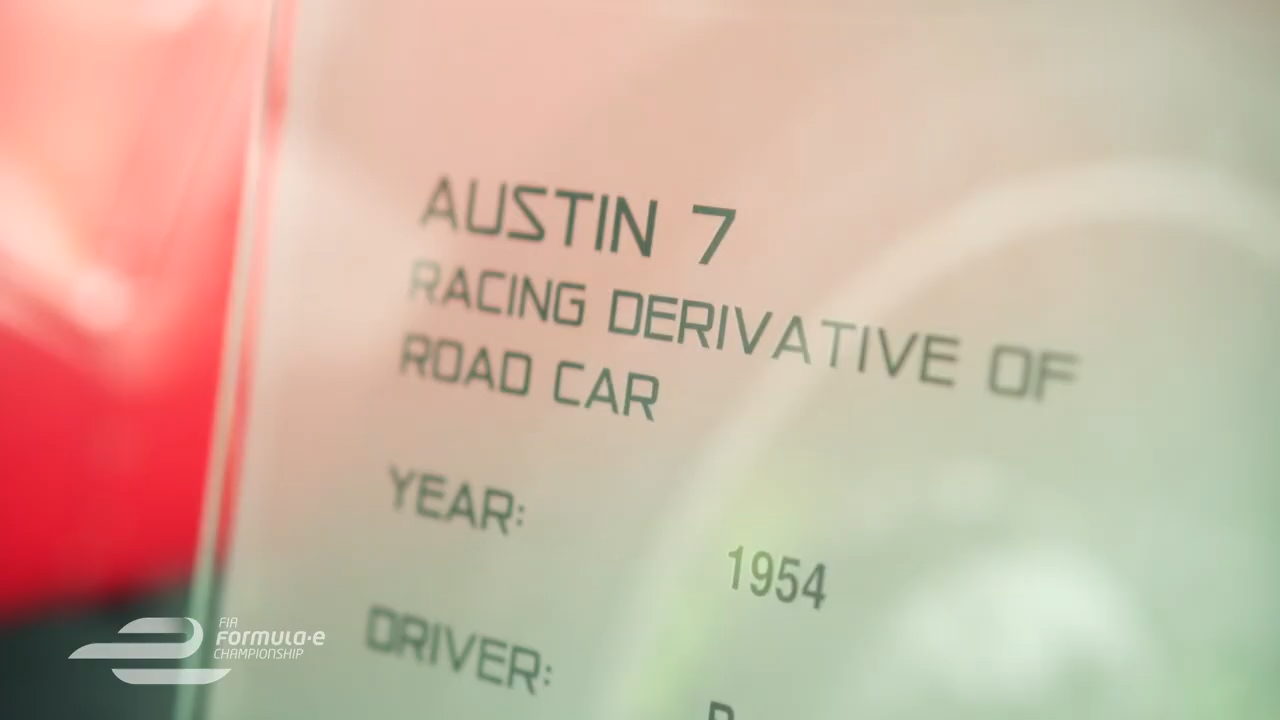 AUSTIN 7
RACING DERIVATIVE OF
ROAD CAR
YEAR:
1954
DRIVER:
FIA
Formula·e
CHAMPIONSHIP